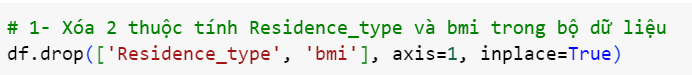 # 1- Xóa 2 thuộc tính Residence_type và bmi trong bộ dữ liệu
df.drop(['Residence_type', 'bmi'], axis=1, inplace=True)